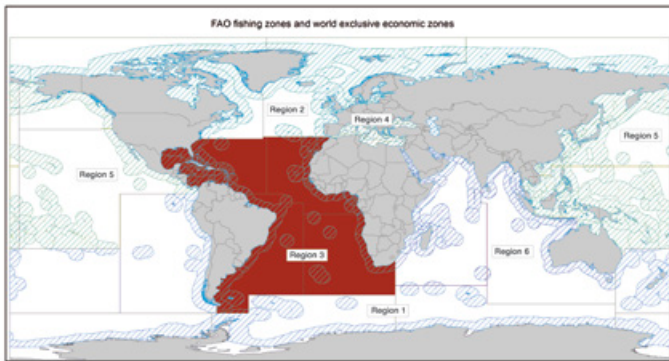 FAO fishing zones and world exclusive economic zones
Region 2
Region 4
Region 5
Region 5
Region 3
Region 6
Region 1